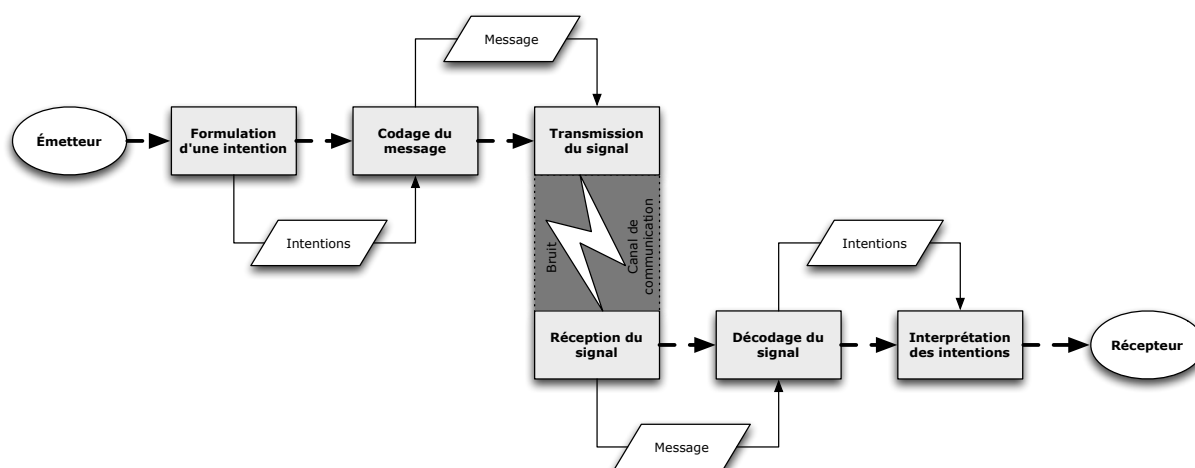 Message
Émetteur
Formulation
d'une intention
Codage du
message
Transmission
du signal
Intentions
Bruit
Canal de
communication
Intentions
Réception du
signal
Décodage du
signal
Interprétation
des intentions
Récepteur
Message